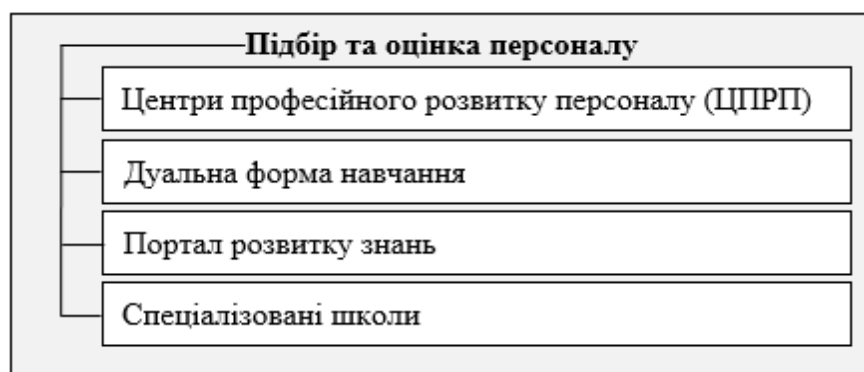 Підбір та оцінка персоналу
Центри професійного розвитку персоналу (ЦПРП)
Дуальна форма навчання
Портал розвитку знань
Спеціалізовані школи